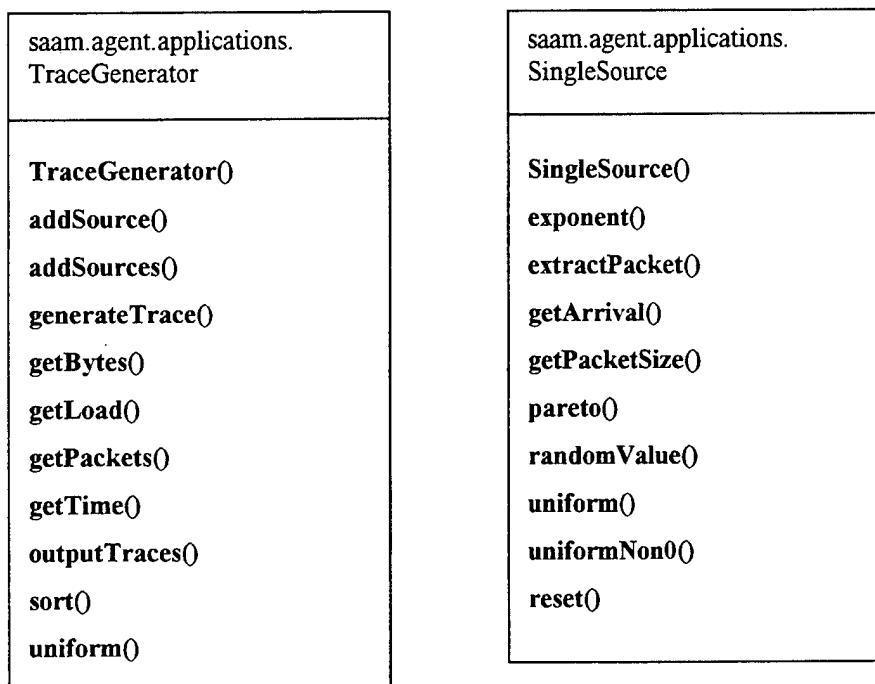 saam.agent.applications.
TraceGenerator
TraceGenerator()
addSource()
addSources()
generateTrace()
getBytes()
getLoad()
getPackets()
getTime()
outputTraces()
sort()
uniform()
saam.agent.applications.
SingleSource
SingleSource()
exponent()
extractPacket()
getArrival()
getPacketSize()
pareto()
randomValue()
uniform()
uniformNon0()
reset()